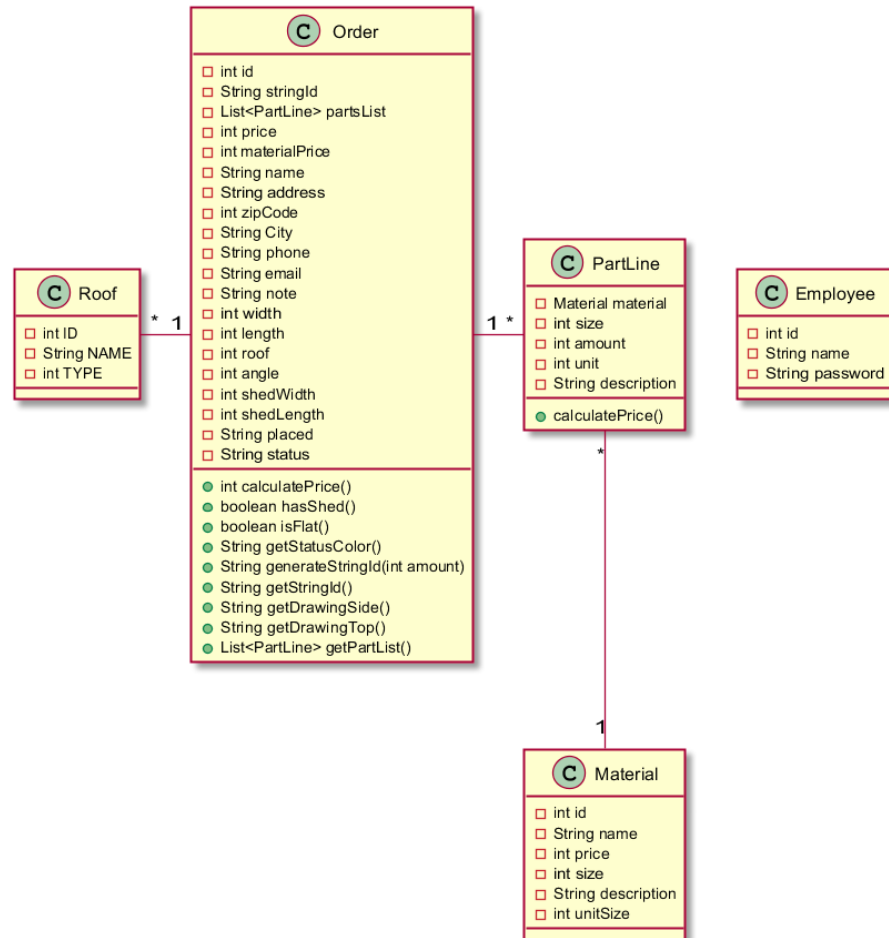 C Order
int id
String stringId
List<PartLine> partsList
int price
int materialPrice
String name
String address
int zipCode
String City
String phone
String email
String note
int width
int length
int roof
int angle
int shedWidth
int shedLength
String placed
String status
int calculatePrice()
boolean hasShed()
boolean isFlat()
String getStatusColor()
String generateStringId(int amount)
String getStringId()
String getDrawingSide()
String getDrawingTop()
List<PartLine> getPartList()
C Roof
int ID
String NAME
int TYPE
* 1
1 *
C PartLine
Material material
int size
int amount
int unit
String description
calculatePrice()
C Employee
int id
String name
String password
*
1
C Material
int id
String name
int price
int size
String description
int unitSize